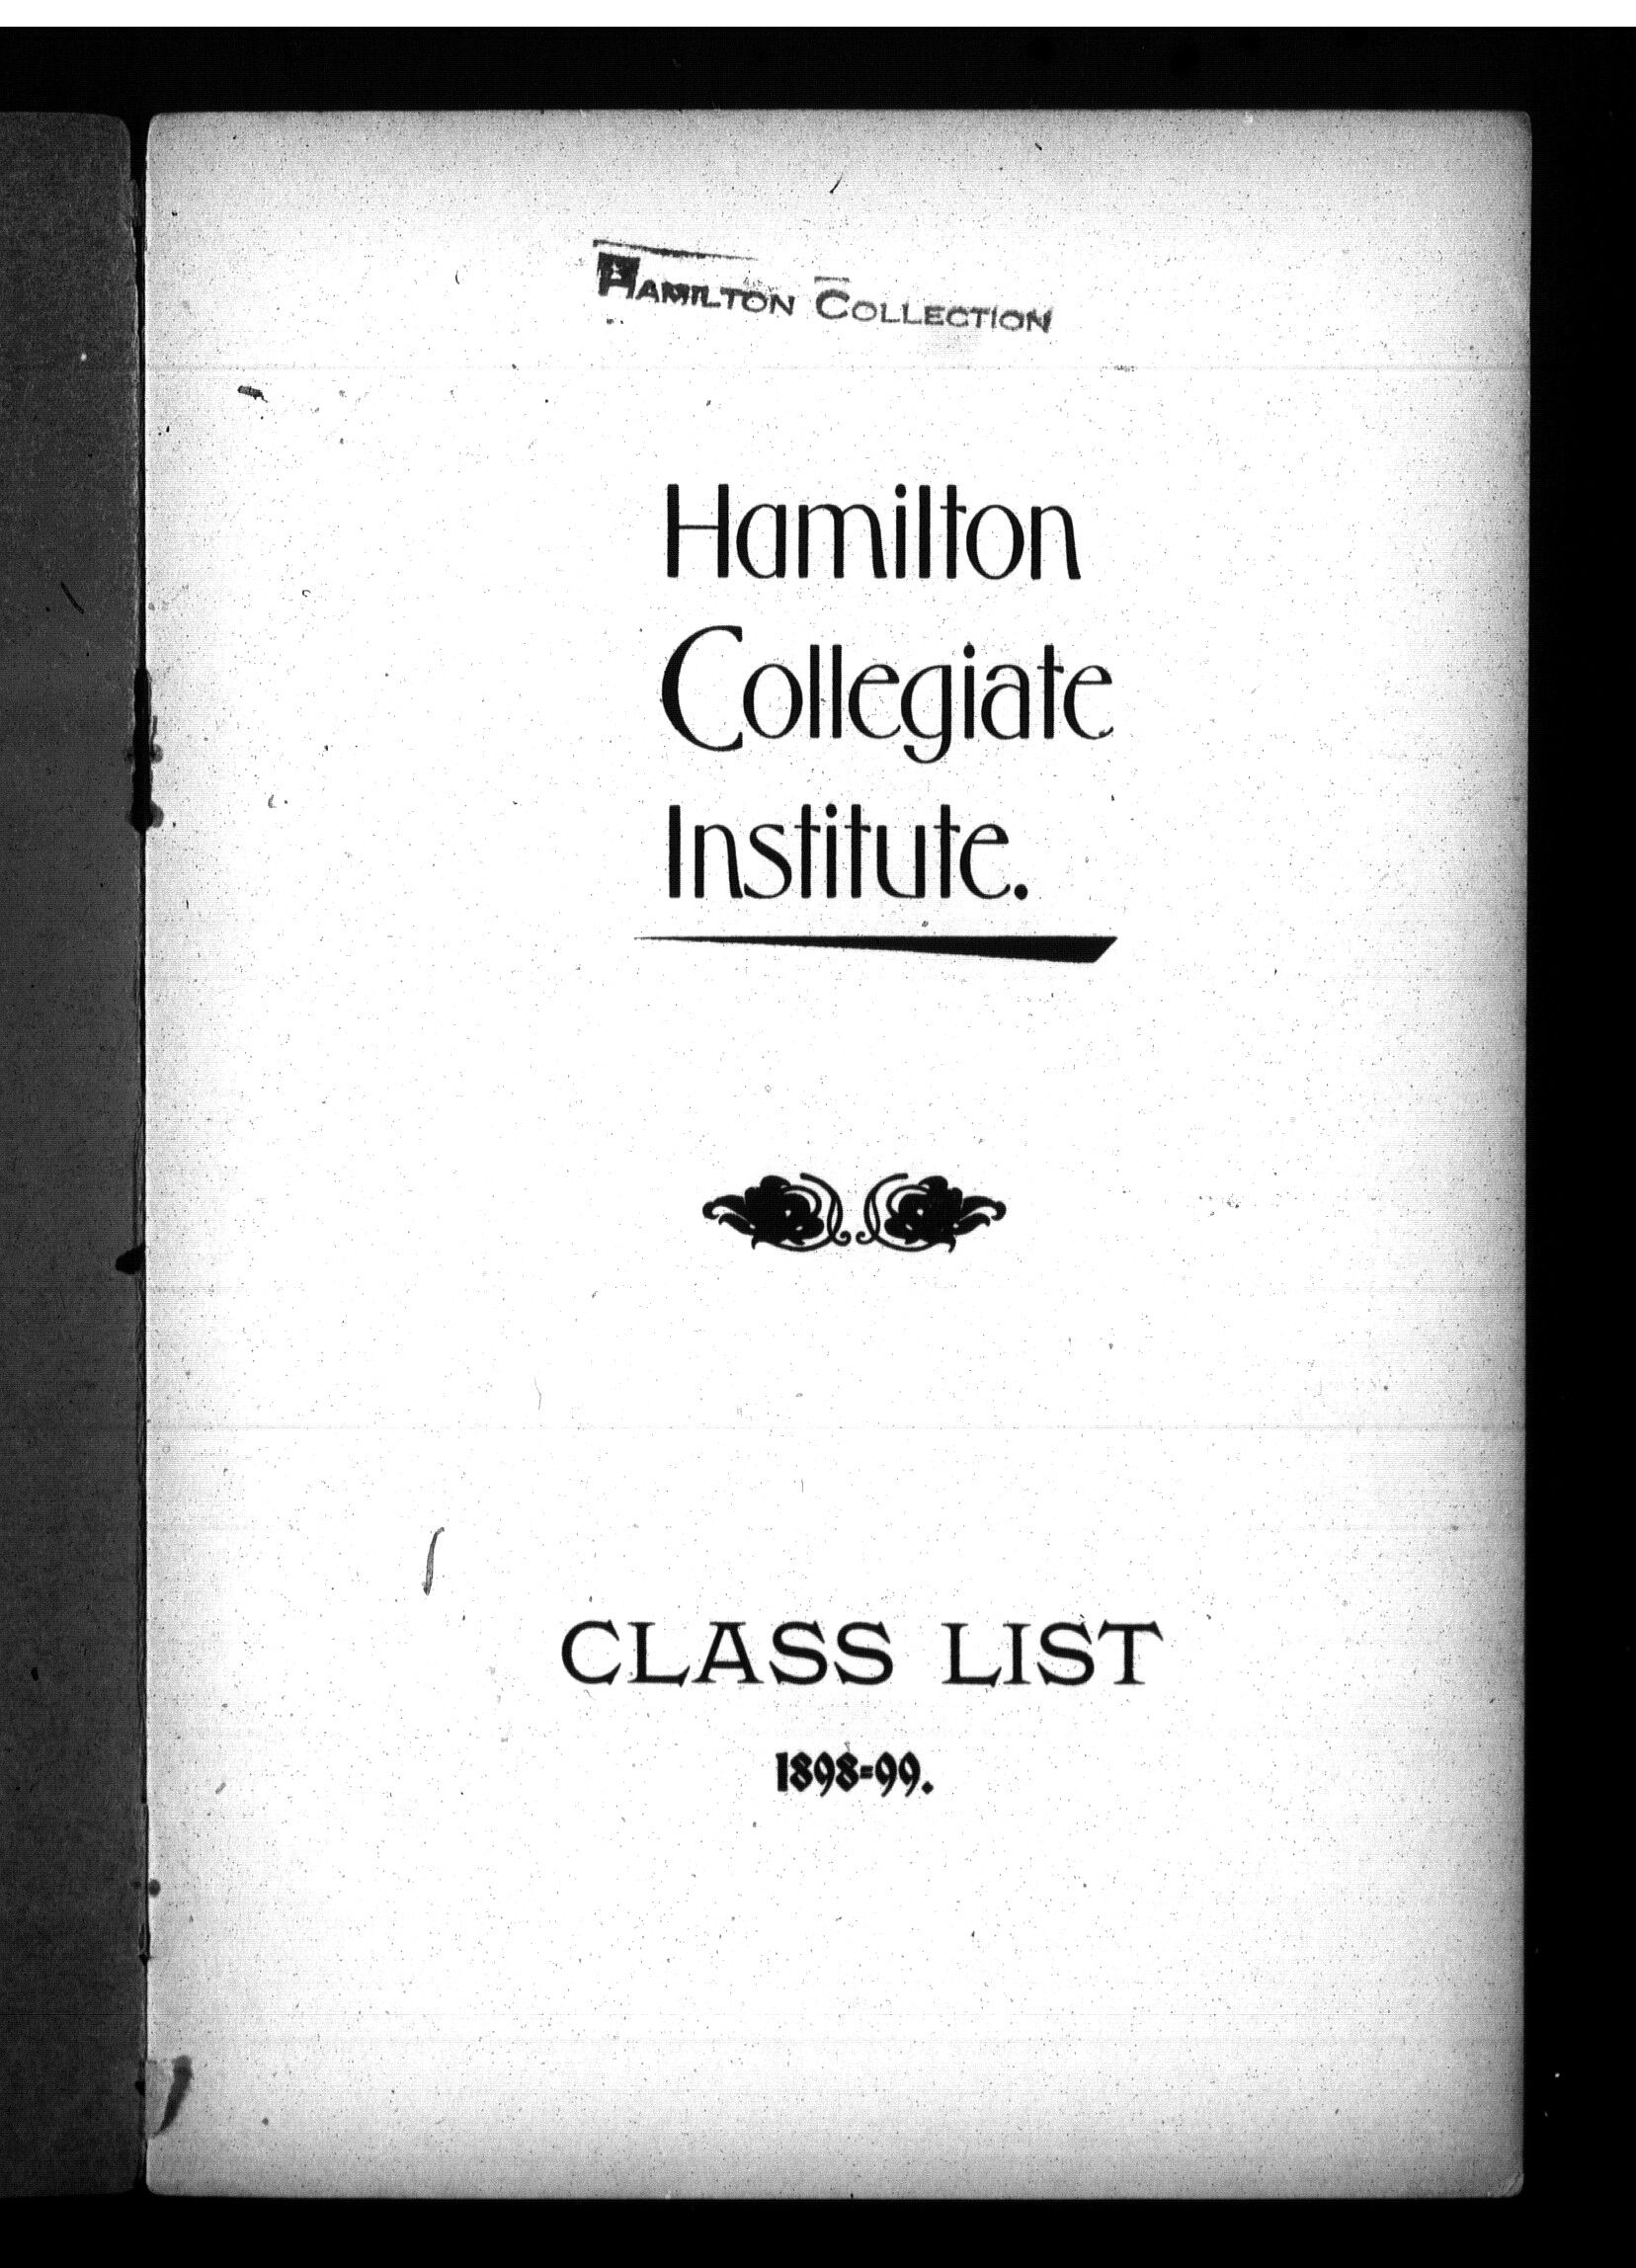 HAMILTON COLLECTION
Hamilton
Collegiate
Institute.
CLASS LIST
1898-99.